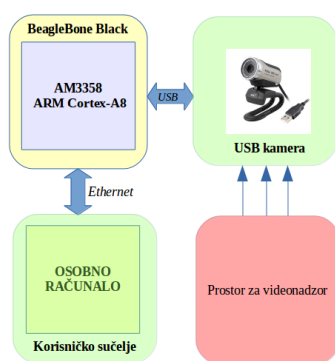 BeagleBone Black
AM3358
ARM Cortex-A8
USB
USB kamera
Ethernet
OSOBNO
RAČUNALO
Korisničko sučelje
Prostor za videonadzor